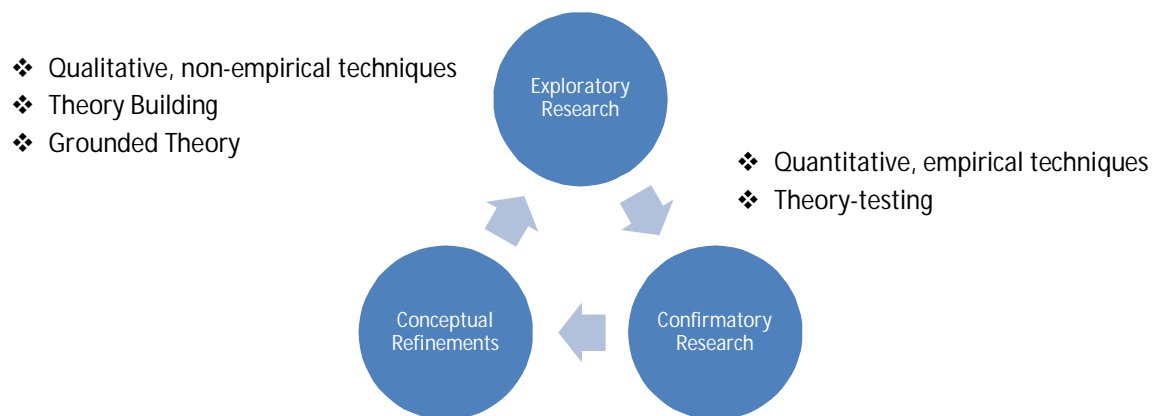 ❖ Qualitative, non-empirical techniques
❖ Theory Building
❖ Grounded Theory
Exploratory
Research
❖ Quantitative, empirical techniques
❖ Theory-testing
Conceptual
Refinements
Confirmatory
Research